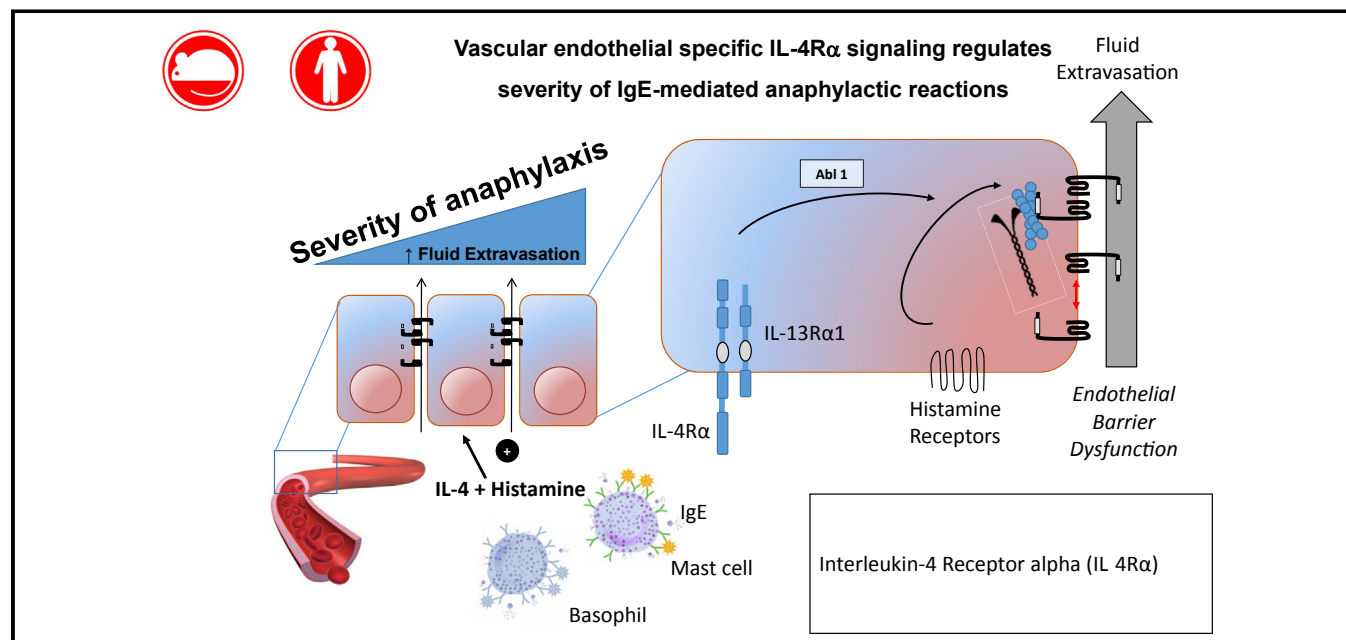 Vascular endothelial specific IL-4Rα signaling regulates
severity of IgE-mediated anaphylactic reactions
Fluid
Extravasation
Severity of anaphylaxis
↑ Fluid Extravasation
Abl 1
IL-13Rα1
IL-4Rα
Histamine
Receptors
Endothelial
Barrier
Dysfunction
+
IL-4 + Histamine
IgE
Mast cell
Basophil
Interleukin-4 Receptor alpha (IL 4Rα)